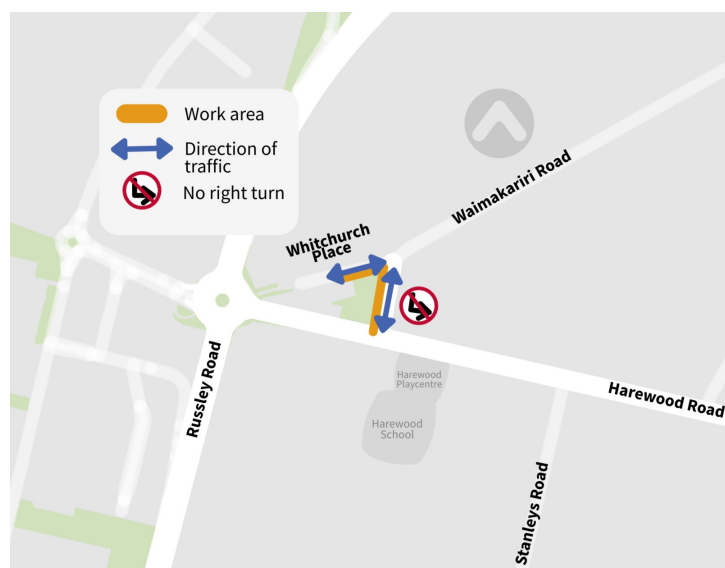 Work area
Direction of
traffic
No right turn
Waimakariri Road
Whitchurch
Place
Russley Road
Harewood
Playcentre
Harewood Road
Harewood
School
Stanleys Road